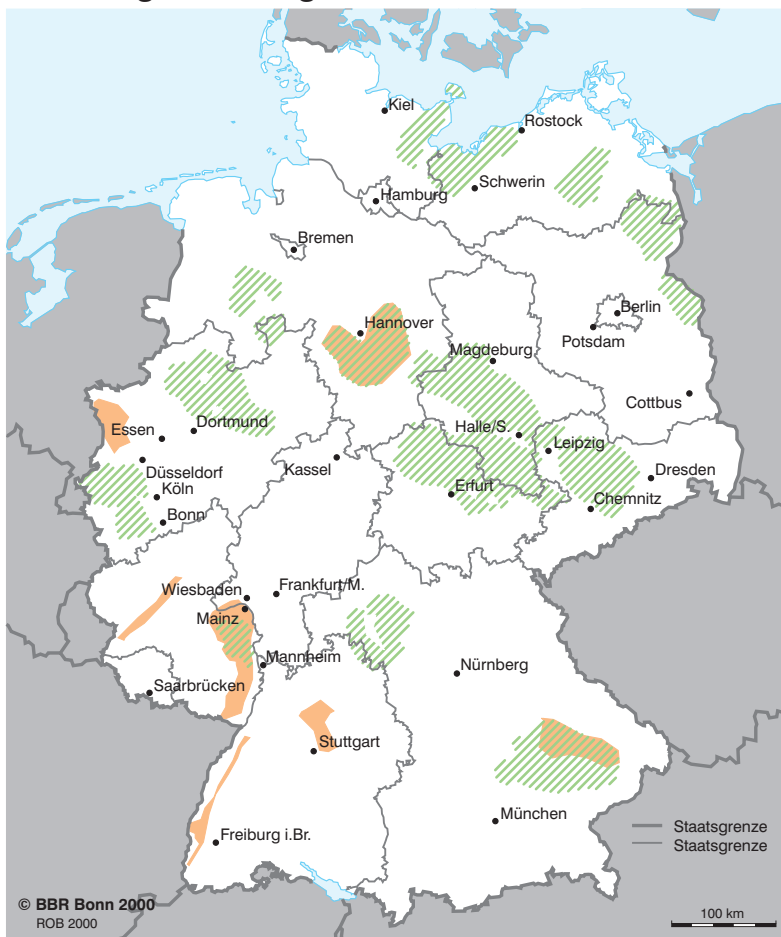 Kiel
Rostock
Schwerin
Hamburg
Bremen
Berlin
Hannover
Potsdam
Magdeburg
Cottbus
Dortmund
Essen
Halle/S.
Leipzig
Kassel
Düsseldorf
Dresden
Köln
Erfurt
Chemnitz
Bonn
Wiesbaden
Frankfurt/M.
Mainz
Mannheim
Nürnberg
Saarbrücken
Stuttgart
München
Freiburg i.Br.
Staatsgrenze
Staatsgrenze
© BBR Bonn 2000
ROB 2000
100 km